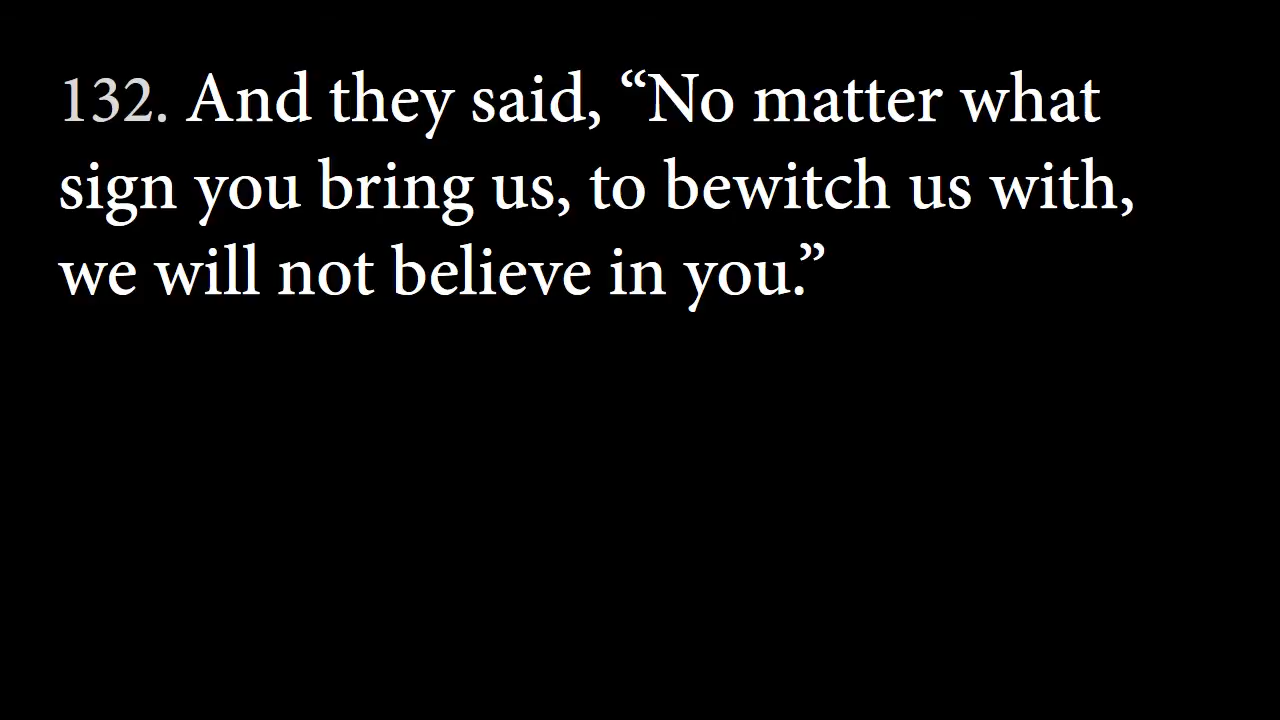 132. And they said, “No matter what
sign you bring us, to bewitch us with,
we will not believe in you.”